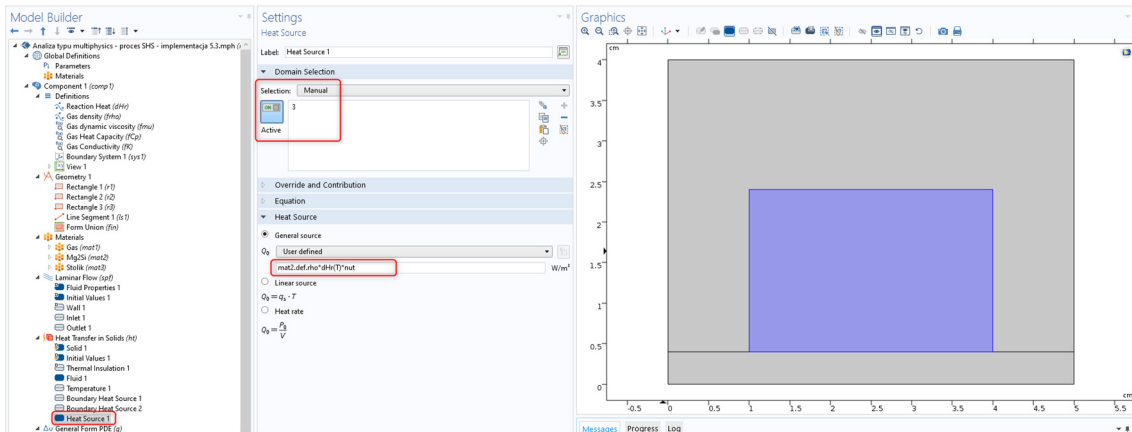 Model Builder
Analiza typu multiphysics - proces SHS - implementacja 5.3.mph (r
Global Definitions
Pi Parameters
Materials
Component 1 (comp1)
Definitions
Reaction Heat (dHr)
Gas density (frho)
Gas dynamic viscosity (fmu)
Gas Heat Capacity (fCp)
Gas Conductivity (fK)
Boundary System 1 (sys1)
View 1
Geometry 1
Rectangle 1 (r1)
Rectangle 2 (r2)
Rectangle 3 (r3)
Line Segment 1 (ls1)
Form Union (fin)
Materials
Gas (mat1)
Mg2Si (mat2)
Stolik (mat3)
Laminar Flow (spf)
Fluid Properties 1
Initial Values 1
Wall 1
Inlet 1
Outlet 1
Heat Transfer in Solids (ht)
Solid 1
Initial Values 1
Thermal Insulation 1
Fluid 1
Temperature 1
Boundary Heat Source 1
Boundary Heat Source 2
Heat Source 1
General Form PDE (g)
Settings
Heat Source
Label: Heat Source 1
Domain Selection
Selection: Manual
ON
3
Active
Override and Contribution
Equation
Heat Source
General source
Q₀ User defined
mat2.def.rho*dHr(T)*nut W/m³
Linear source
Q₀ = qₛ · T
Heat rate
Q₀ = P₀/V
Graphics
cm
4
3.5
3
2.5
2
1.5
1
0.5
0
-0.5 0 0.5 1 1.5 2 2.5 3 3.5 4 4.5 5 5.5
cm
Messages Progress Log